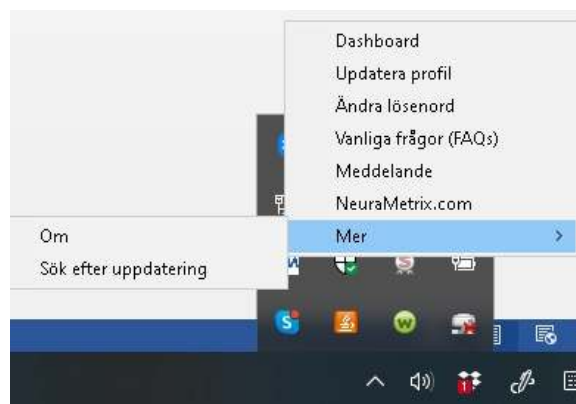 Dashboard
Updatera profil
Ändra lösenord
Vanliga frågor (FAQs)
Meddelande
NeuraMetrix.com
Mer
Om
Sök efter uppdatering